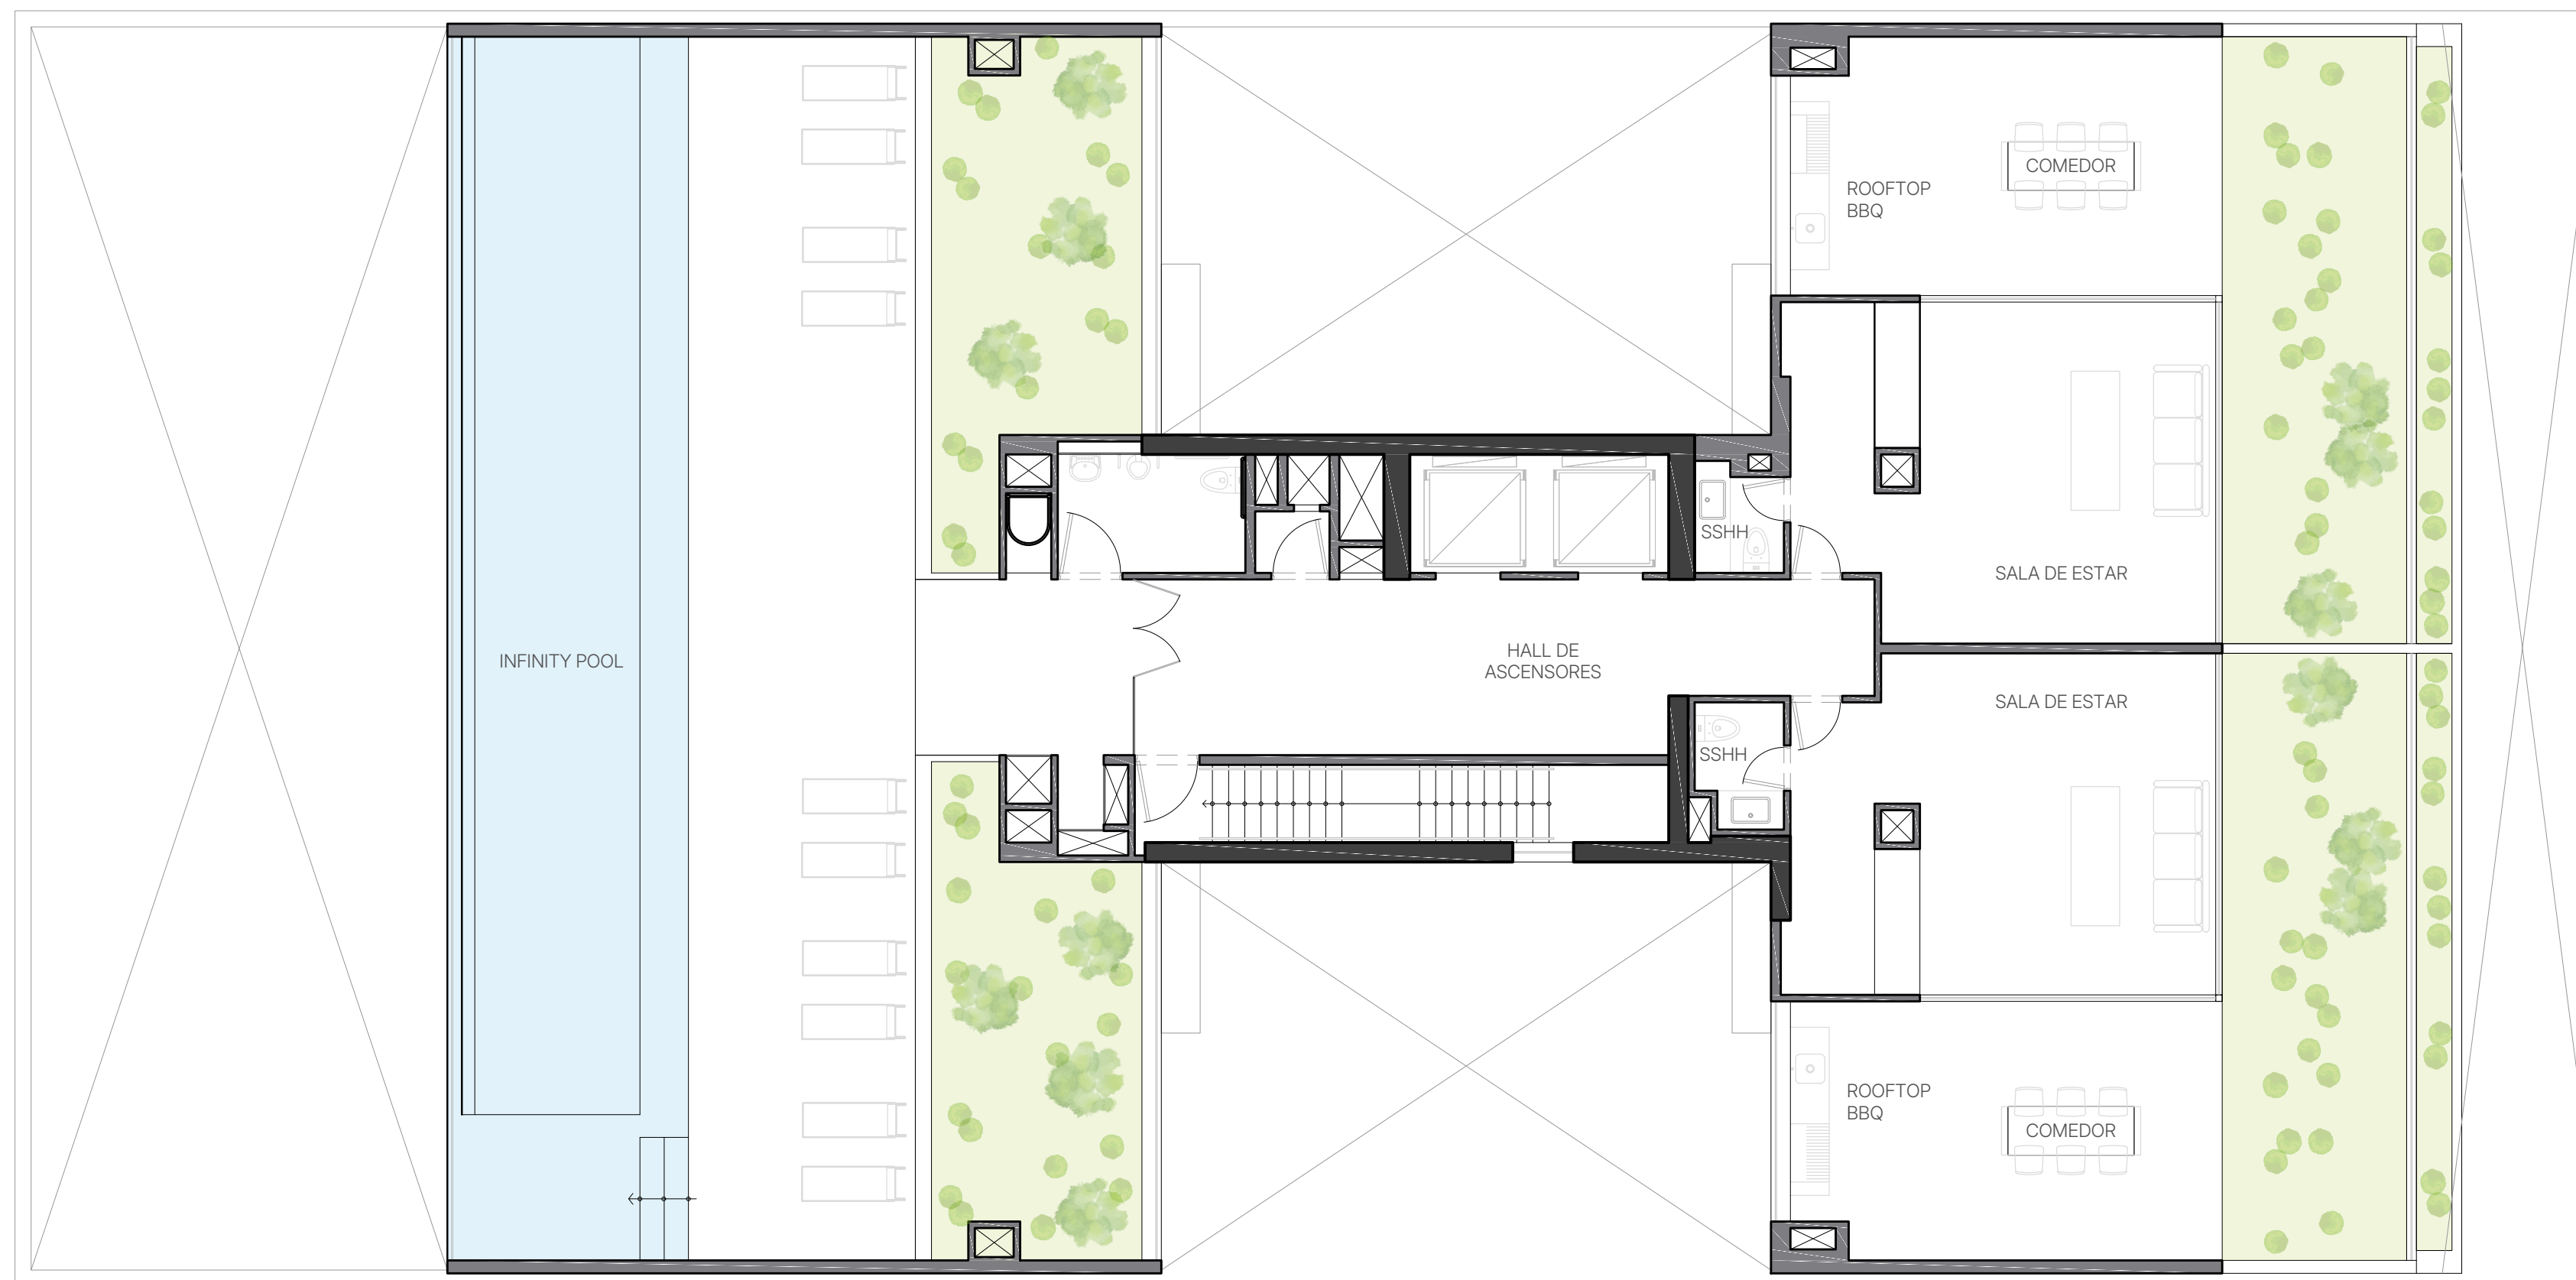 COMEDOR
ROOFTOP
BBQ
SSHH
SALA DE ESTAR
INFINITY POOL
HALL DE
ASCENSORES
SALA DE ESTAR
SSHH
ROOFTOP
BBQ
COMEDOR